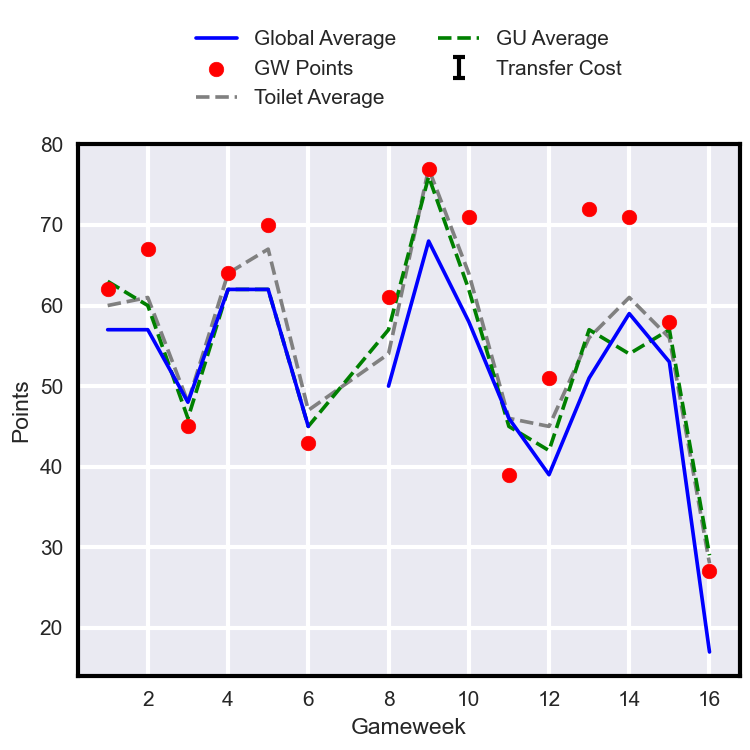 Global Average
GW Points
Toilet Average
GU Average
Transfer Cost
80
70
60
50
40
30
20
Points
2 4 6 8 10 12 14 16
Gameweek